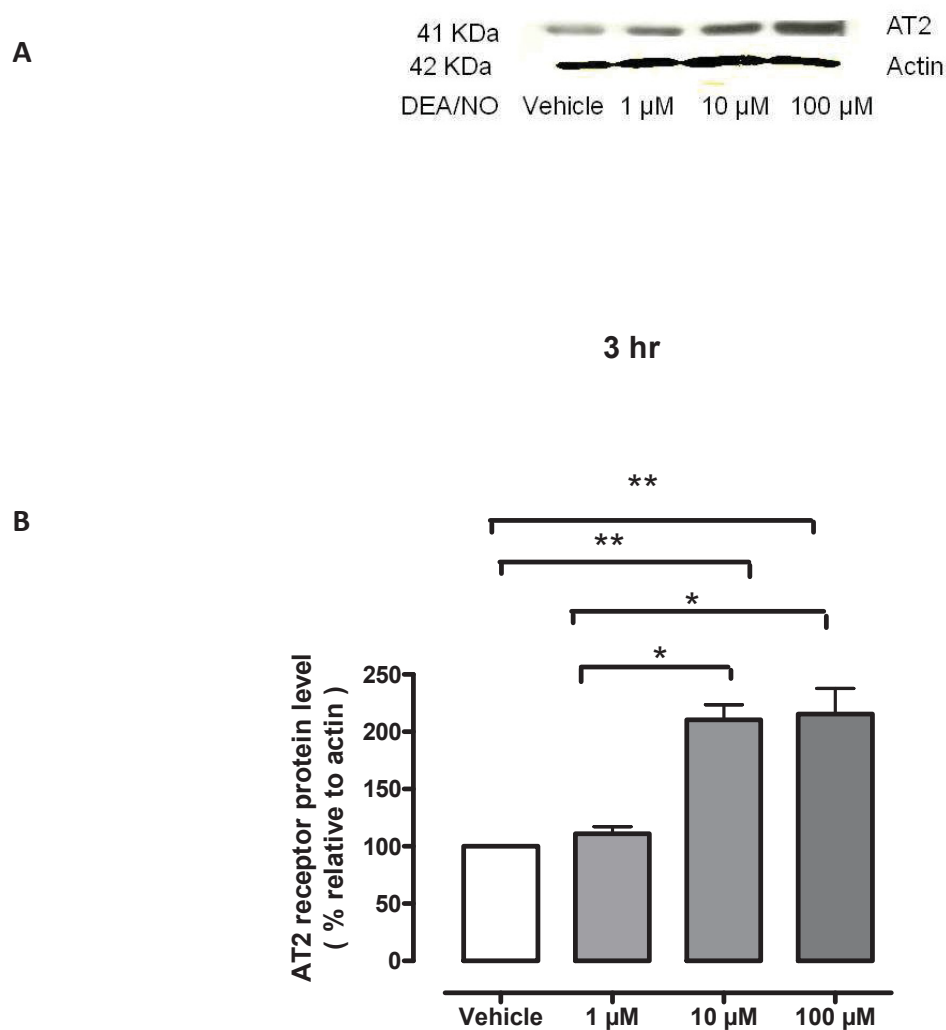 A
41 KDa AT2
42 KDa Actin
DEA/NO Vehicle 1 µM 10 µM 100 µM
3 hr
B
**
**
*
*
AT2 receptor protein level
( % relative to actin )
250
200
150
100
50
0
Vehicle 1 µM 10 µM 100 µM